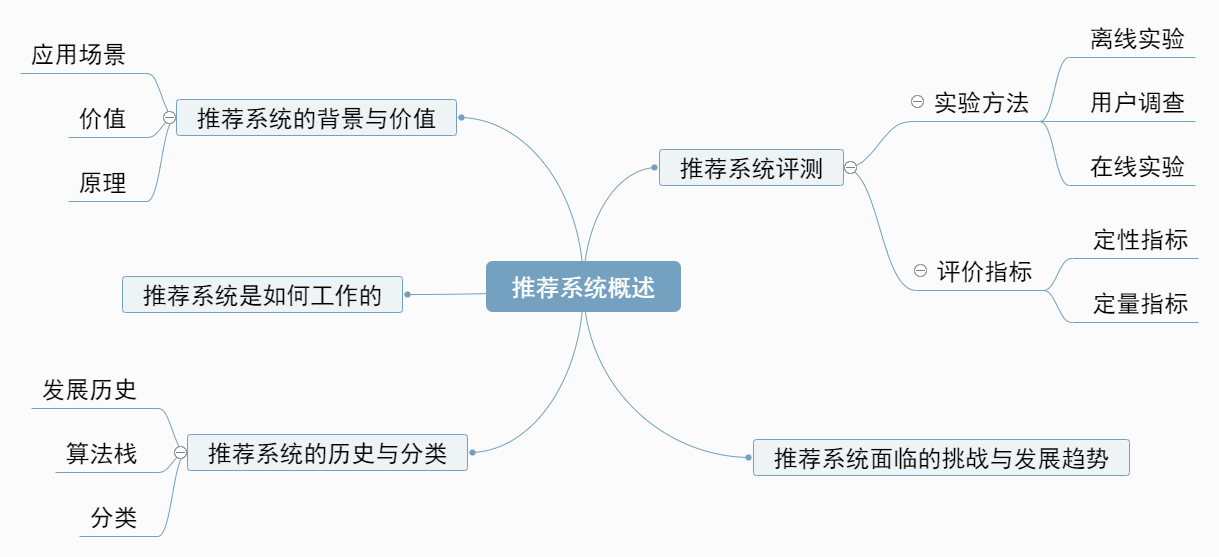 推荐系统概述
推荐系统的背景与价值
应用场景
价值
原理
推荐系统是如何工作的
推荐系统的历史与分类
发展历史
算法栈
分类
推荐系统评测
实验方法
离线实验
用户调查
在线实验
评价指标
定性指标
定量指标
推荐系统面临的挑战与发展趋势